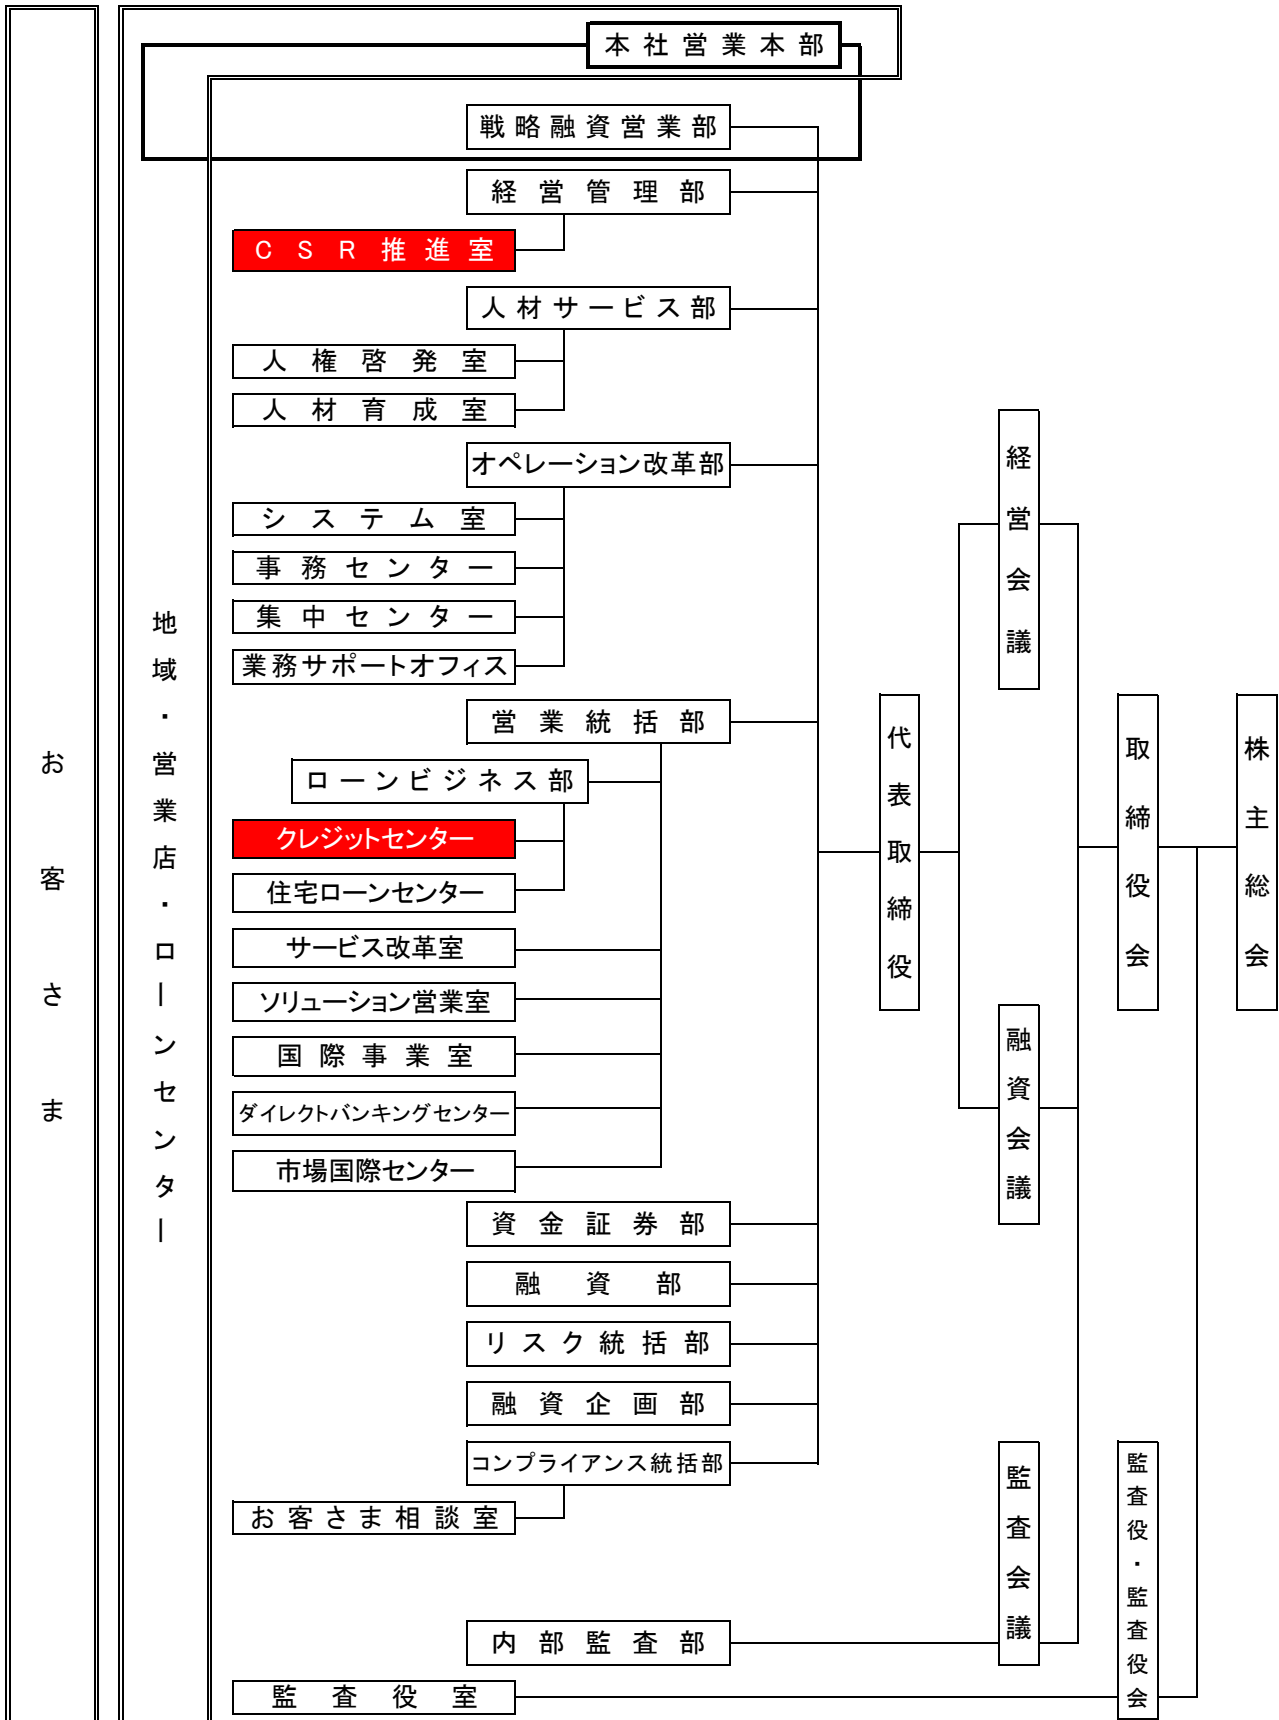 本社営業本部
戦略融資営業部
経営管理部
CSR推進室
人材サービス部
人権啓発室
人材育成室
オペレーション改革部
システム室
事務センター
集中センター
業務サポートオフィス
営業統括部
ローンビジネス部
クレジットセンター
住宅ローンセンター
サービス改革室
ソリューション営業室
国際事業室
ダイレクトバンキングセンター
市場国際センター
資金証券部
融資部
リスク統括部
融資企画部
コンプライアンス統括部
お客さま相談室
内部監査部
監査役室
お客さま
地域・営業店・ローンセンター
代表取締役
経営会議
融資会議
監査会議
取締役会
監査役・監査役会
株主総会